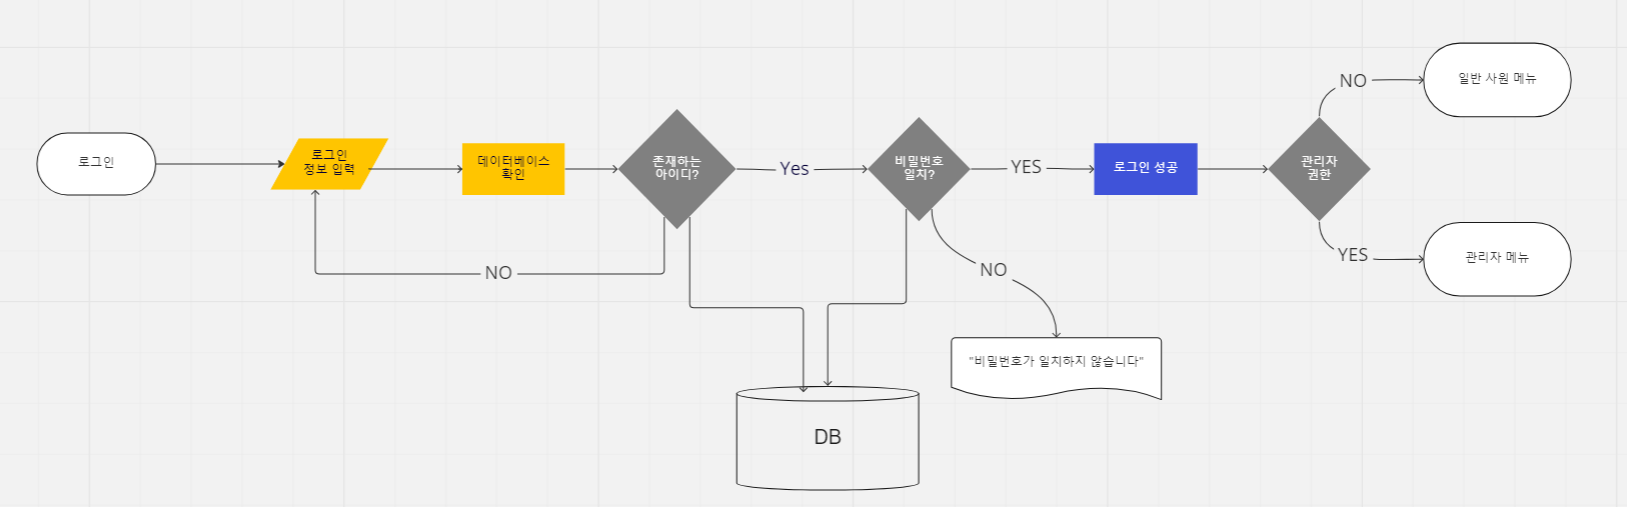 로그인
로그인
정보 입력
데이터베이스
확인
존재하는
아이디?
Yes
비밀번호
일치?
YES
로그인 성공
관리자
권한
NO
일반 사원 메뉴
YES
관리자 메뉴
NO
NO
"비밀번호가 일치하지 않습니다"
DB